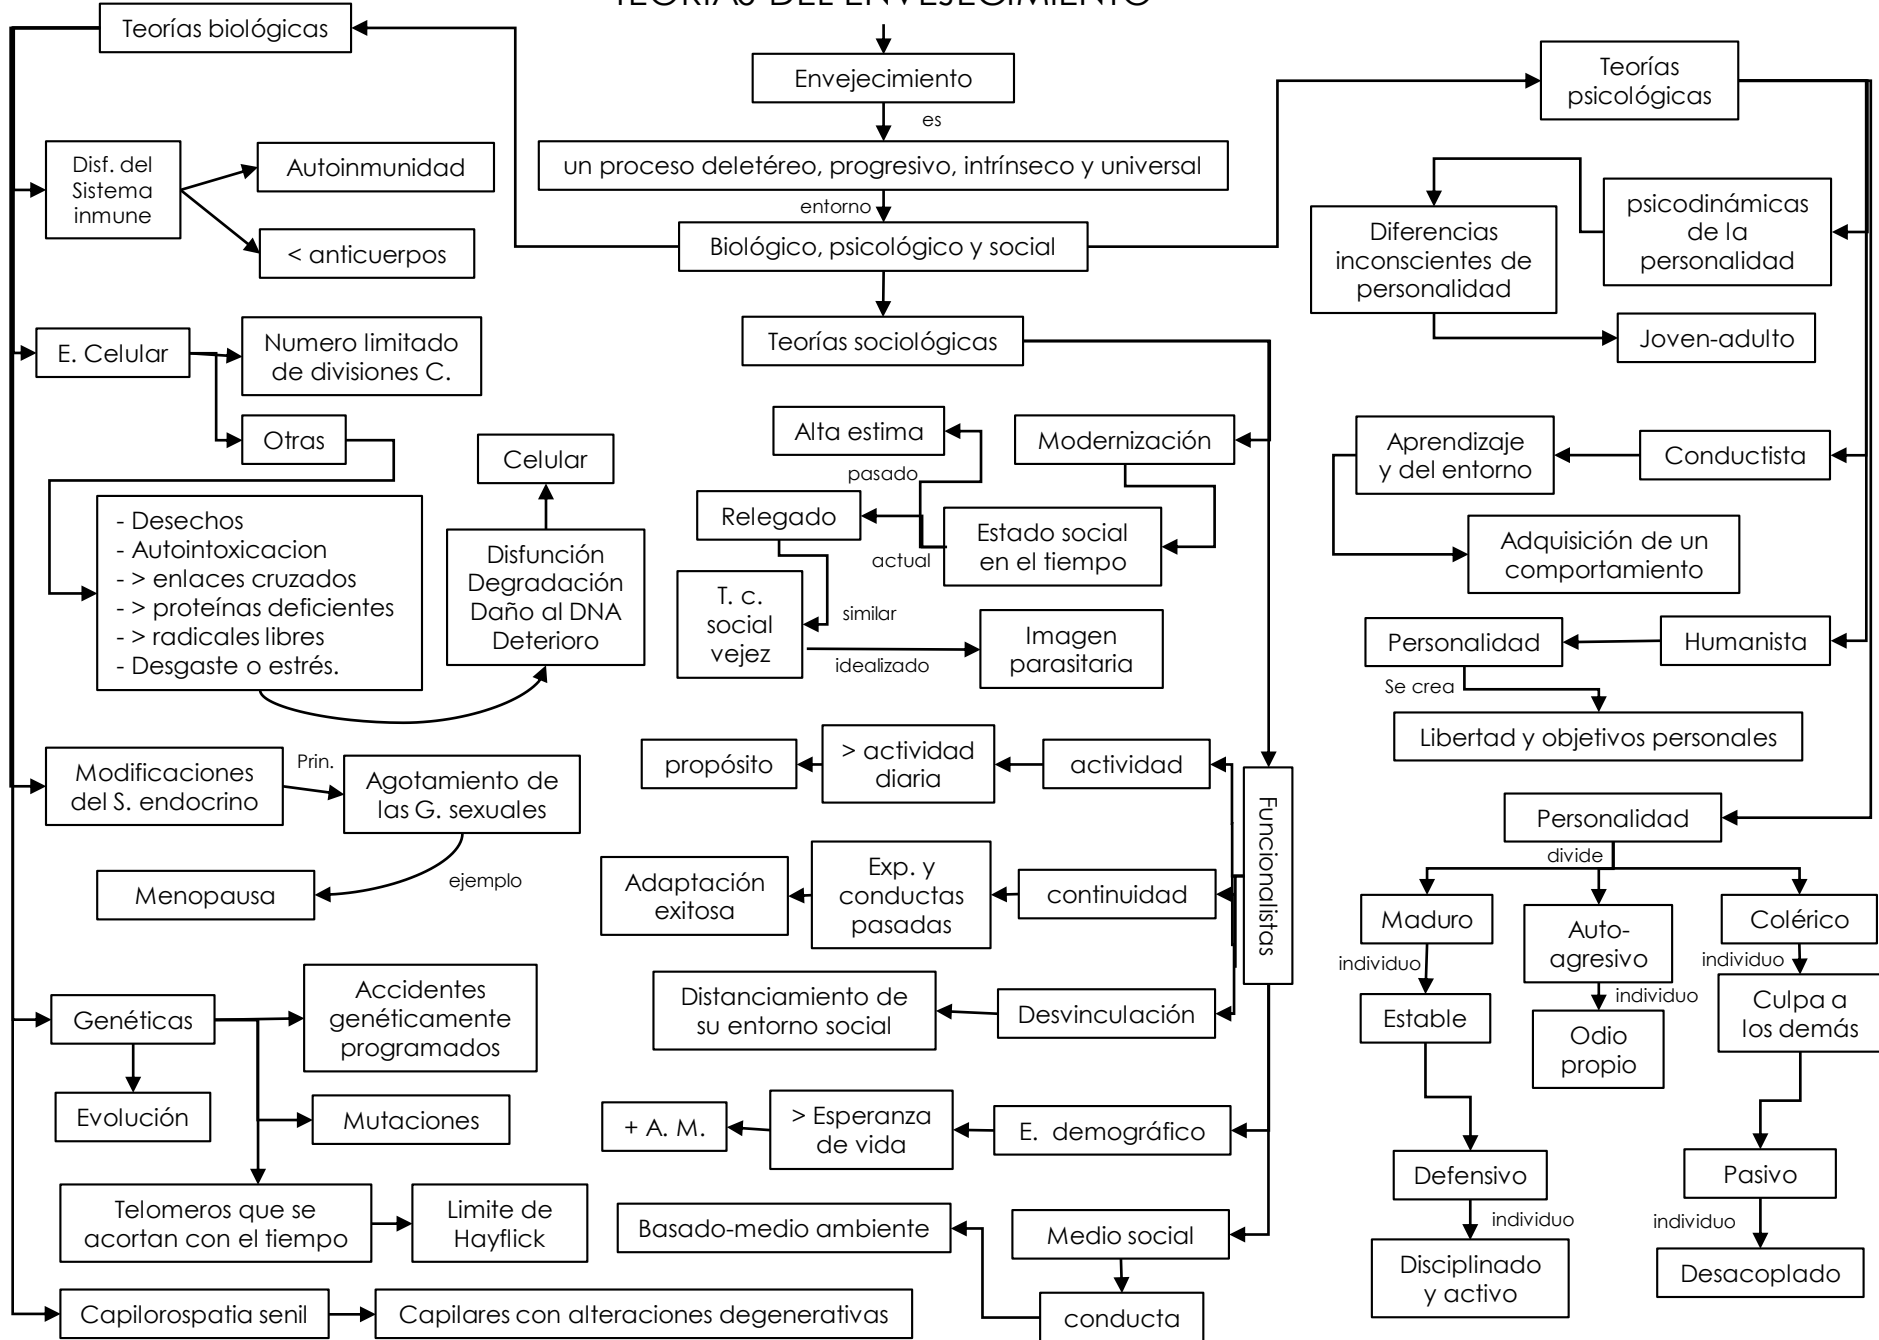 TEORÍAS DEL ENVEJECIMIENTO
Teorías biológicas
Envejecimiento
es
un proceso deletéreo, progresivo, intrínseco y universal
entorno
Biológico, psicológico y social
Disf. del
Sistema
inmune
Autoinmunidad
< anticuerpos
E. Celular
Numero limitado
de divisiones C.
Otras
- Desechos
- Autointoxicacion
- > enlaces cruzados
- > proteínas deficientes
- > radicales libres
- Desgaste o estrés.
Celular
Disfunción
Degradación
Daño al DNA
Deterioro
Modificaciones
del S. endocrino
Prin.
Agotamiento de
las G. sexuales
ejemplo
Menopausa
Genéticas
Accidentes
genéticamente
programados
Evolución
Mutaciones
Telomeros que se
acortan con el tiempo
Limite de
Hayflick
Capilorospatia senil
Capilares con alteraciones degenerativas
Teorías sociológicas
Modernización
Alta estima
pasado
Estado social
en el tiempo
Relegado
actual
T. c.
social
vejez
similar
idealizado
Imagen
parasitaria
Funcionalistas
actividad
> actividad
diaria
propósito
continuidad
Exp. y
conductas
pasadas
Adaptación
exitosa
Desvinculación
Distanciamiento de
su entorno social
E. demográfico
> Esperanza
de vida
+ A. M.
Medio social
conducta
Basado-medio ambiente
Teorías
psicológicas
psicodinámicas
de la
personalidad
Diferencias
inconscientes de
personalidad
Joven-adulto
Conductista
Aprendizaje
y del entorno
Adquisición de un
comportamiento
Humanista
Personalidad
Se crea
Libertad y objetivos personales
Personalidad
divide
Maduro
individuo
Estable
Defensivo
individuo
Disciplinado
y activo
Auto-
agresivo
individuo
Odio
propio
Colérico
individuo
Culpa a
los demás
Pasivo
individuo
Desacoplado